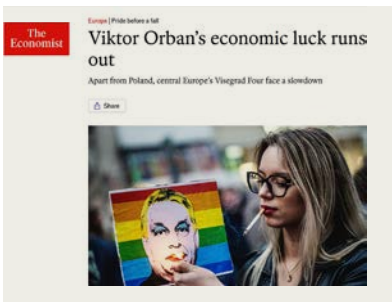 The
Economist
Europe | Pride before a fall
Viktor Orban's economic luck runs
out
Apart from Poland, central Europe's Visegrad Four face a slowdown
Share